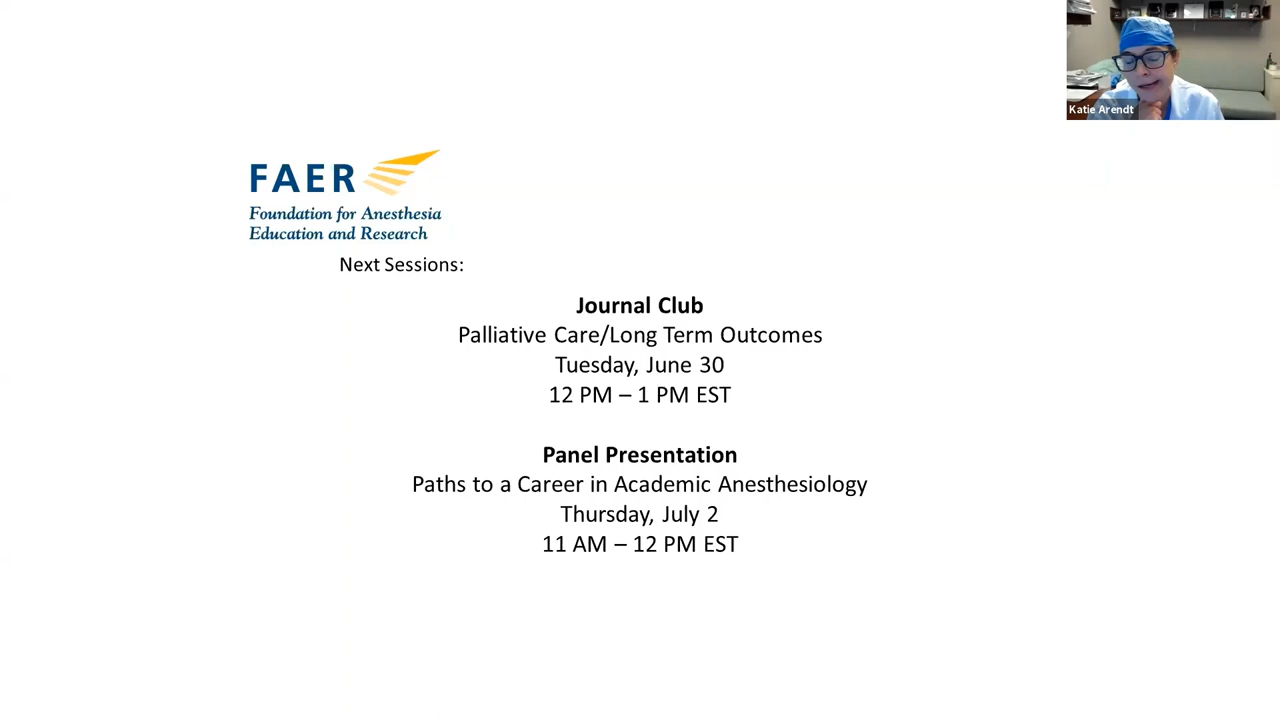 Katie Arendt
FAER
Foundation for Anesthesia
Education and Research
Next Sessions:
Journal Club
Palliative Care/Long Term Outcomes
Tuesday, June 30
12 PM – 1 PM EST
Panel Presentation
Paths to a Career in Academic Anesthesiology
Thursday, July 2
11 AM – 12 PM EST